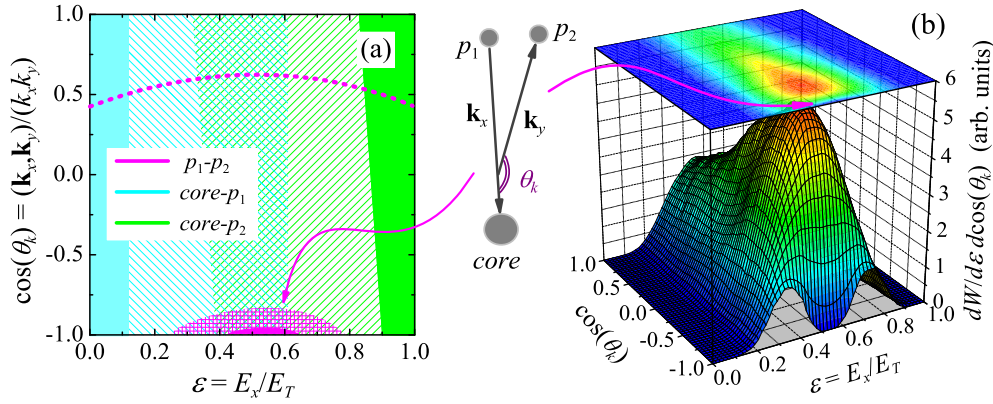 (a)
1.0
0.5
0.0
-0.5
-1.0
cos(θk) = (kx,ky)/(kxky)
p1-p2
core-p1
core-p2
0.0 0.2 0.4 0.6 0.8 1.0
ε = Ex/ET
p1 p2
kx ky
θk
core
(b)
6
5
4
3
2
1
0
dW/dε dcos(θk) (arb. units)
1.0
0.5
0.0
-0.5
-1.0
cos(θk)
0.0 0.2 0.4 0.6 0.8 1.0
ε = Ex/ET